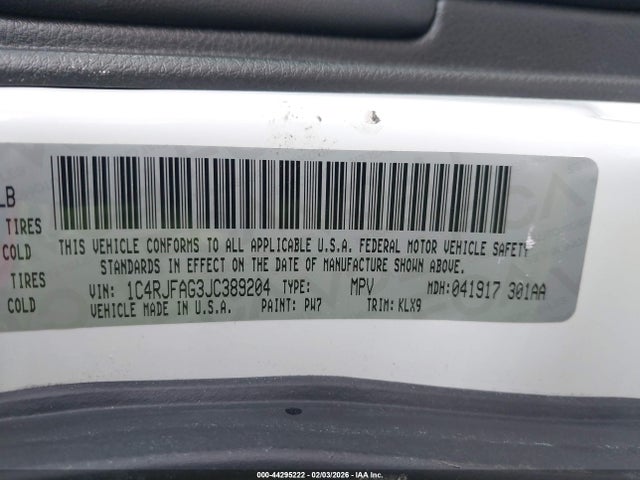 LB
TIRES
COLD
THIS VEHICLE CONFORMS TO ALL APPLICABLE U.S.A. FEDERAL MOTOR VEHICLE SAFETY
STANDARDS IN EFFECT ON THE DATE OF MANUFACTURE SHOWN ABOVE.
TIRES
VIN: 1C4RJFAG3JC389204 TYPE: MPV MDH: 041917 301AA
COLD
VEHICLE MADE IN U.S.A. PAINT: PW7 TRIM: KLX9
000-44295222 - 02/03/2026 - IAA Inc.